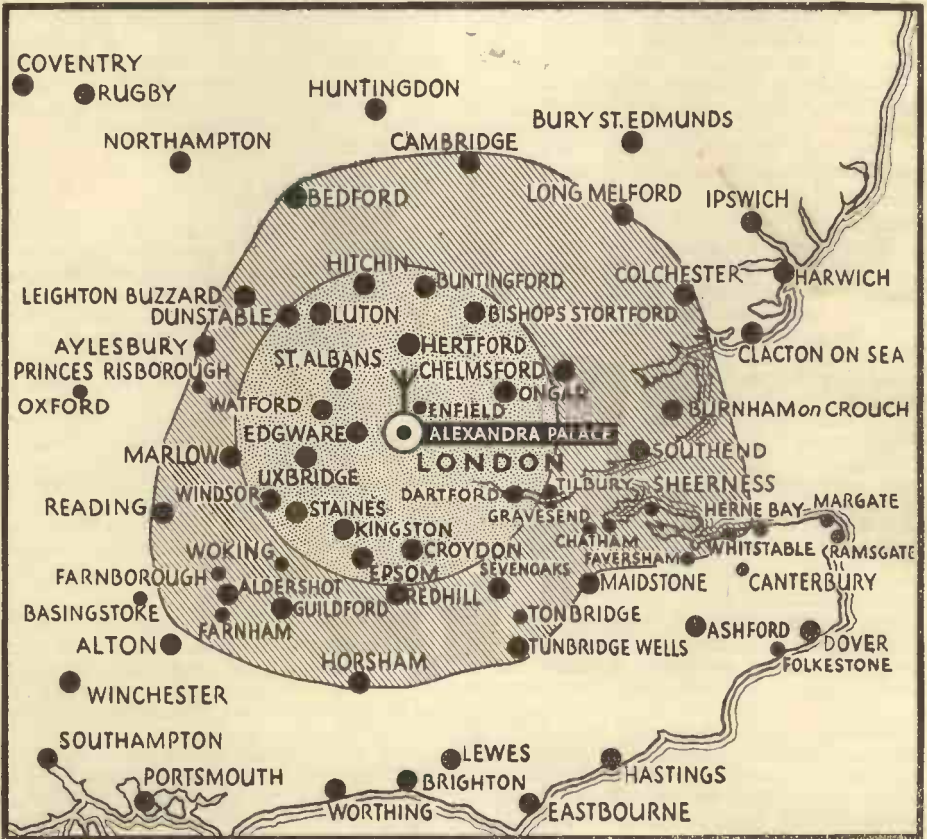 COVENTRY
RUGBY
HUNTINGDON
BURY ST. EDMUNDS
NORTHAMPTON
CAMBRIDGE
BEDFORD
LONG MELFORD
IPSWICH
HITCHIN
BUNTINGFORD
COLCHESTER
HARWICH
LEIGHTON BUZZARD
DUNSTABLE
LUTON
BISHOPS STORTFORD
AYLESBURY
HERTFORD
CLACTON ON SEA
ST. ALBANS
CHELMSFORD
PRINCES RISBOROUGH
ONGAR
OXFORD
WATFORD
ENFIELD
BURNHAM on CROUCH
EDGWARE
ALEXANDRA PALACE
MARLOW
LONDON
SOUTHEND
UXBRIDGE
WINDSOR
DARTFORD
TILBURY
SHEERNESS
READING
STAINES
GRAVESEND
HERNE BAY
MARGATE
KINGSTON
CHATHAM
WHITSTABLE
RAMSGATE
WOKING
CROYDON
FAVERSHAM
FARNBOROUGH
EPSOM
SEVENOAKS
MAIDSTONE
CANTERBURY
ALDERSHOT
BASINGSTOKE
GUILDFORD
REDHILL
FARNHAM
TONBRIDGE
ALTON
TUNBRIDGE WELLS
ASHFORD
DOVER
HORSHAM
FOLKESTONE
WINCHESTER
SOUTHAMPTON
LEWES
PORTSMOUTH
BRIGHTON
HASTINGS
WORTHING
EASTBOURNE